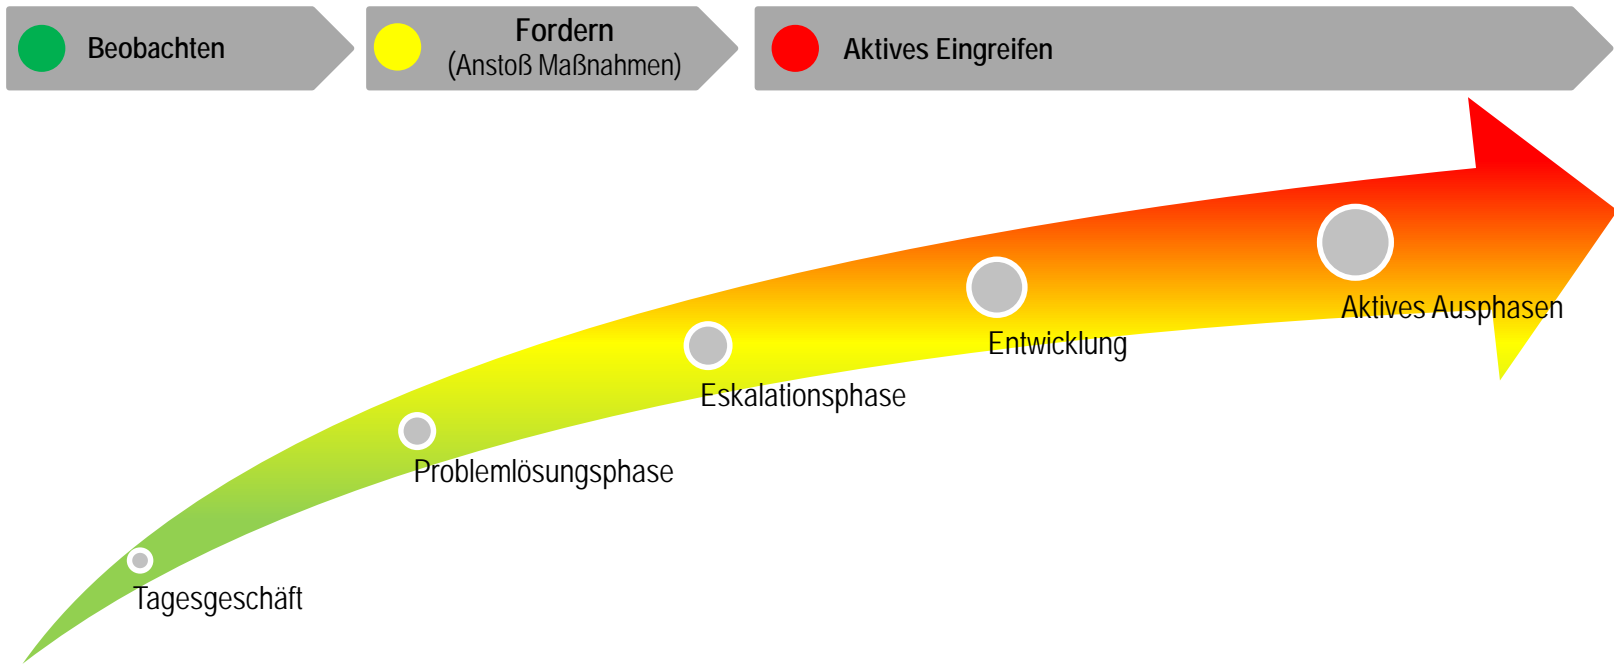 Beobachten
Fordern
(Anstoß Maßnahmen)
Aktives Eingreifen
Aktives Ausphasen
Entwicklung
Eskalationsphase
Problemlösungsphase
Tagesgeschäft